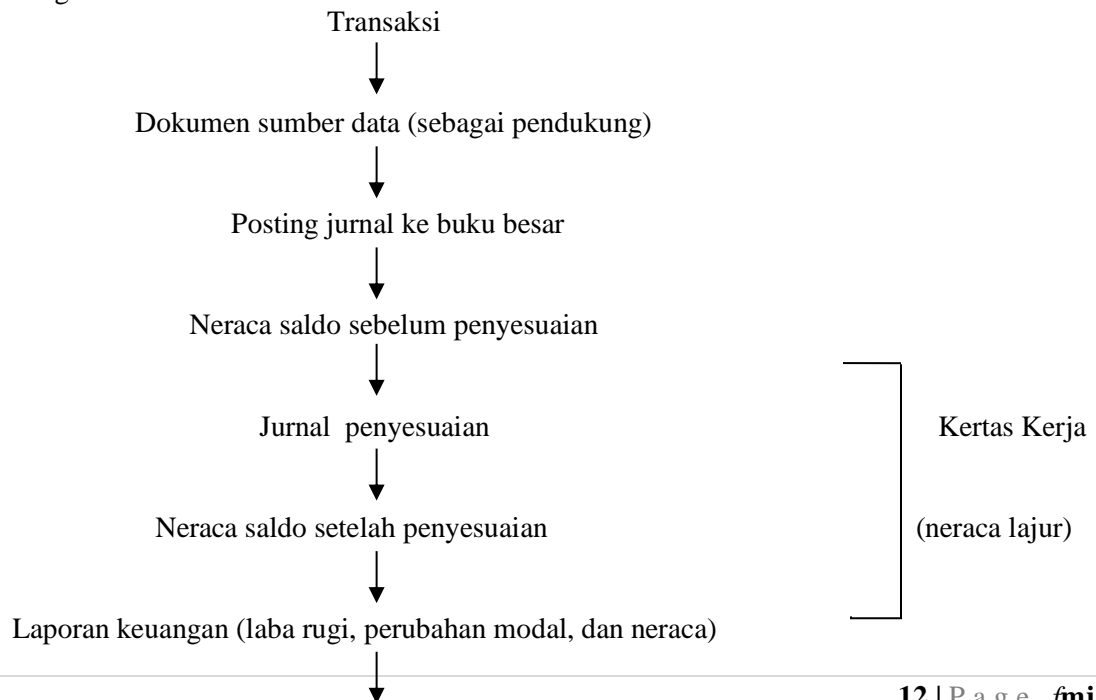 Transaksi
Dokumen sumber data (sebagai pendukung)
Posting jurnal ke buku besar
Neraca saldo sebelum penyesuaian
Jurnal penyesuaian
Kertas Kerja
Neraca saldo setelah penyesuaian
(neraca lajur)
Laporan keuangan (laba rugi, perubahan modal, dan neraca)
12 | P a g e